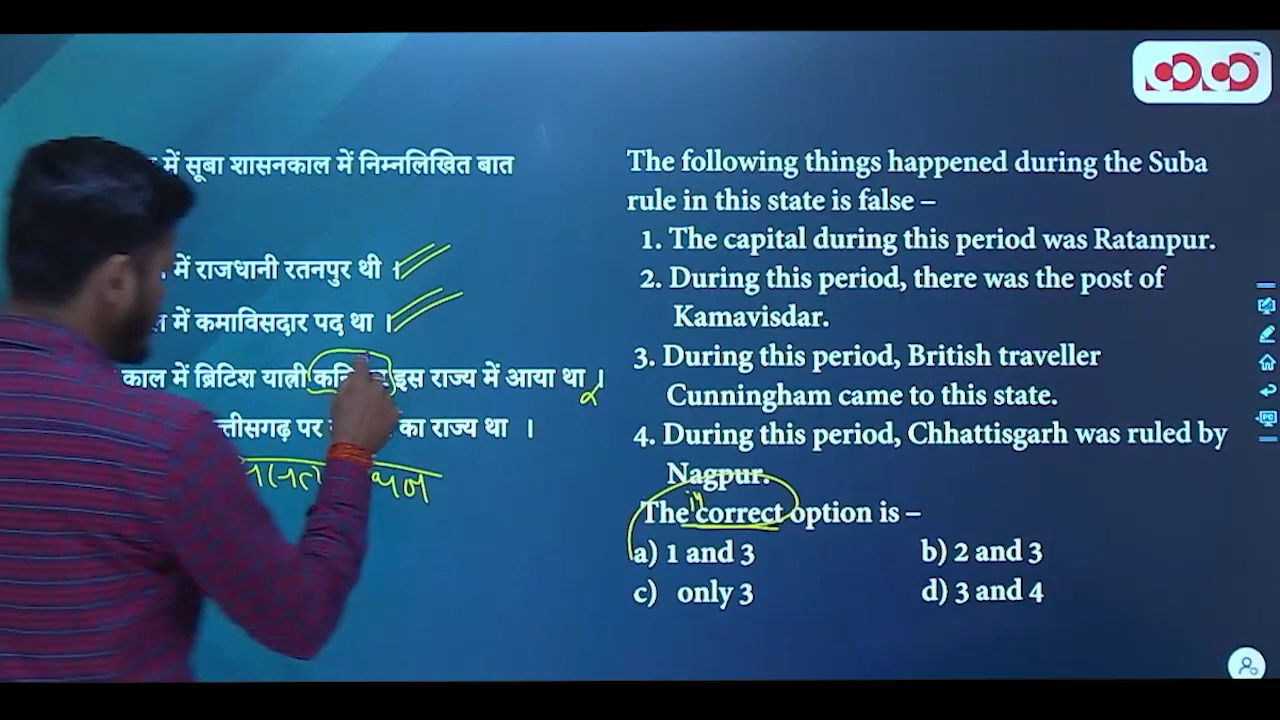 में सूबा शासनकाल में निम्नलिखित बात
में राजधानी रतनपुर थी ।
में कमाविसदार पद था ।
काल में ब्रिटिश यात्री इस राज्य में आया था ।
पर का राज्य था ।
The following things happened during the Suba
rule in this state is false –
1. The capital during this period was Ratanpur.
2. During this period, there was the post of
Kamavisdar.
3. During this period, British traveller
Cunningham came to this state.
4. During this period, Chhattisgarh was ruled by
Nagpur.
in
The correct option is –
a) 1 and 3
b) 2 and 3
c) only 3
d) 3 and 4